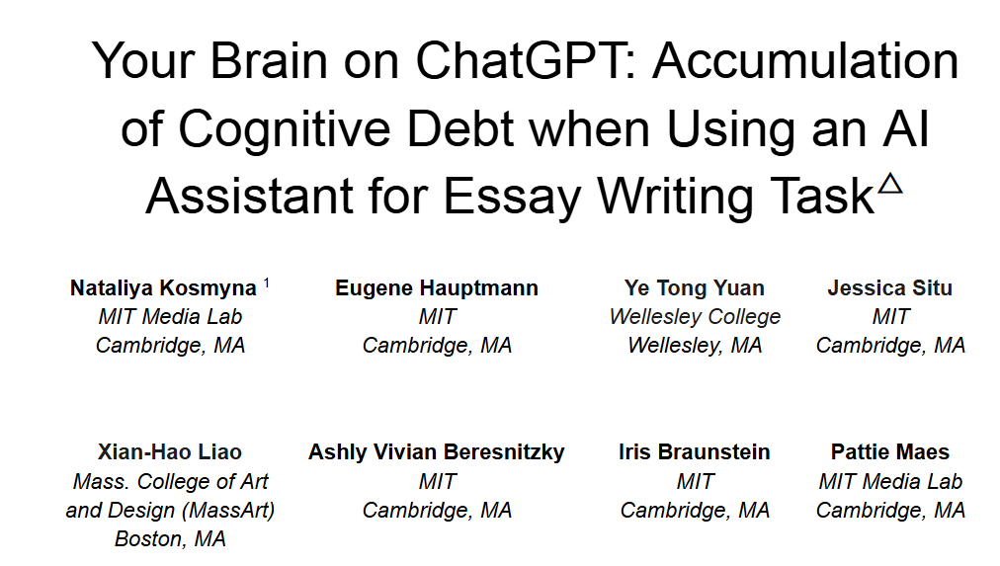 Your Brain on ChatGPT: Accumulation
of Cognitive Debt when Using an AI
Assistant for Essay Writing Task△
Nataliya Kosmyna ¹
MIT Media Lab
Cambridge, MA
Eugene Hauptmann
MIT
Cambridge, MA
Ye Tong Yuan
Wellesley College
Wellesley, MA
Jessica Situ
MIT
Cambridge, MA
Xian-Hao Liao
Mass. College of Art
and Design (MassArt)
Boston, MA
Ashly Vivian Beresnitzky
MIT
Cambridge, MA
Iris Braunstein
MIT
Cambridge, MA
Pattie Maes
MIT Media Lab
Cambridge, MA